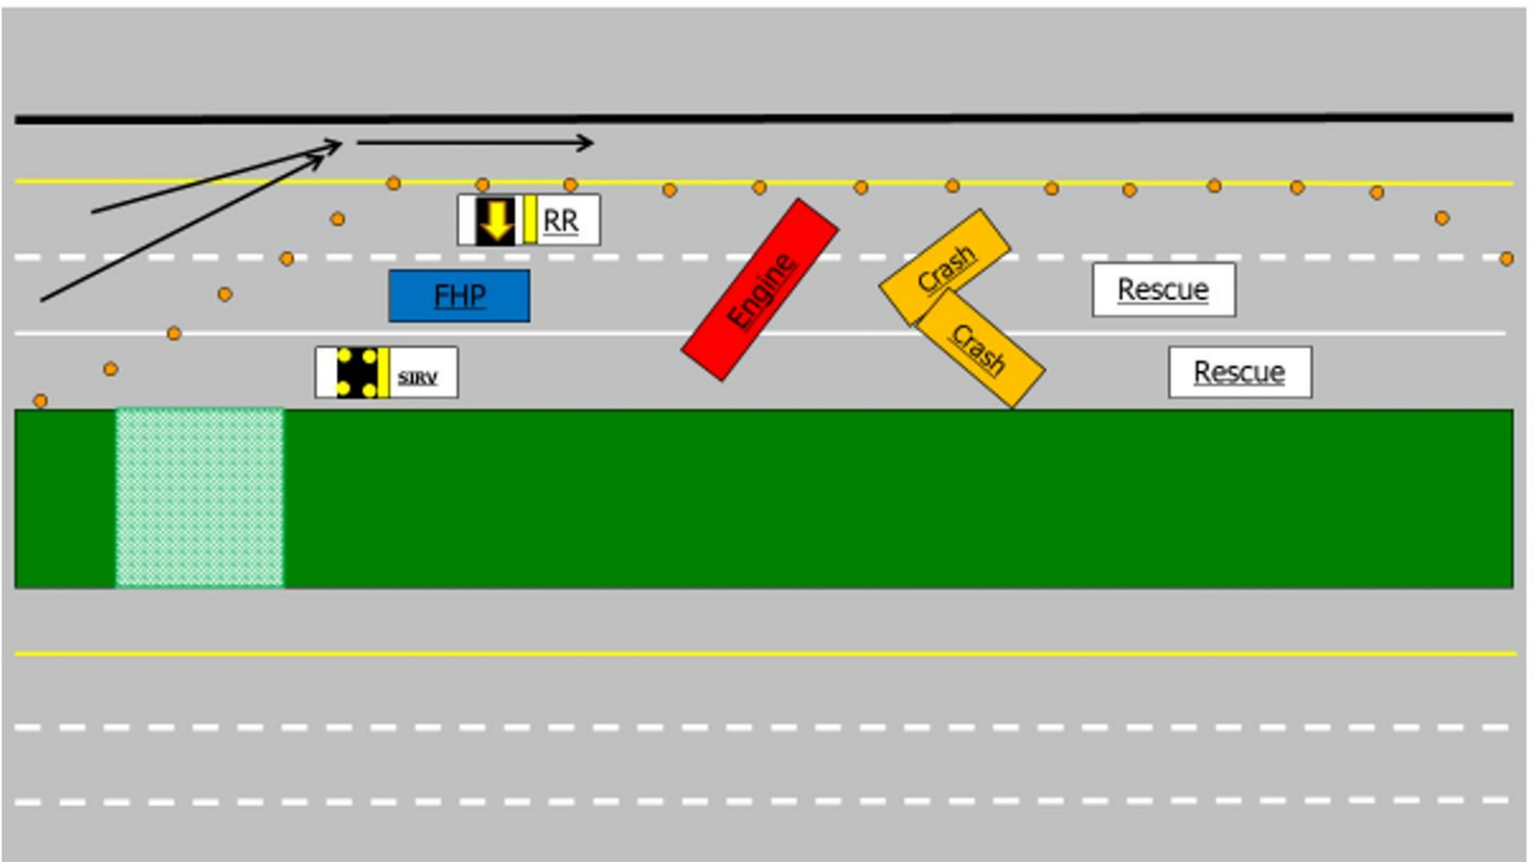 RR
FHP
Engine
Crash
Rescue
Crash
SIRV
Rescue